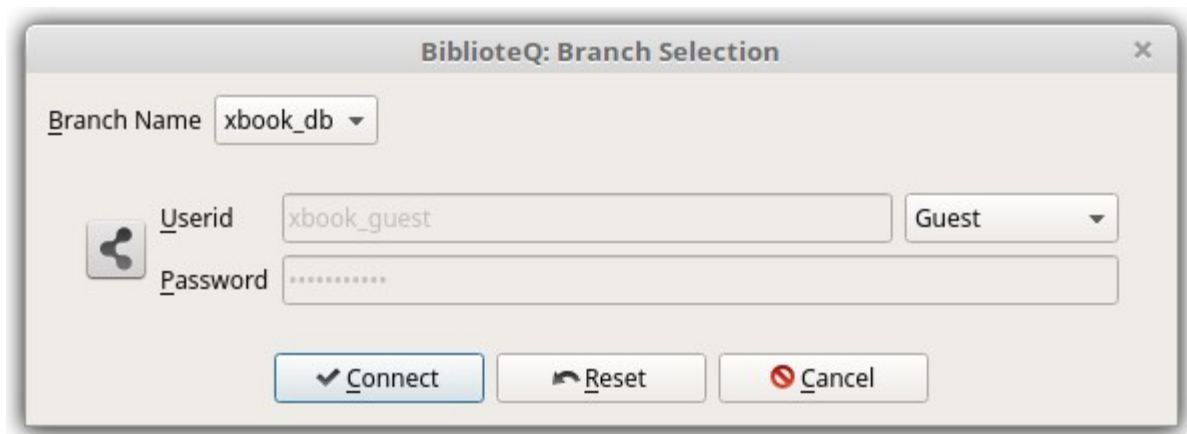 BiblioteQ: Branch Selection
Branch Name xbook_db
Userid xbook_guest Guest
Password •••••••••••
Connect Reset Cancel